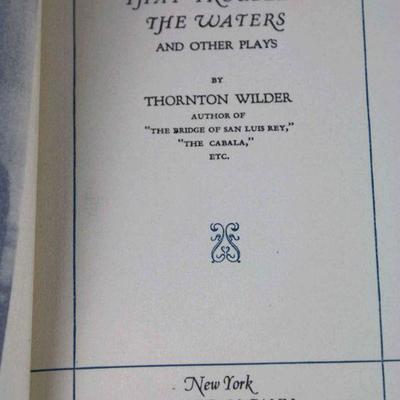 THE WATERS
AND OTHER PLAYS
BY
THORNTON WILDER
AUTHOR OF
"THE BRIDGE OF SAN LUIS REY,"
"THE CABALA,"
ETC.
New York